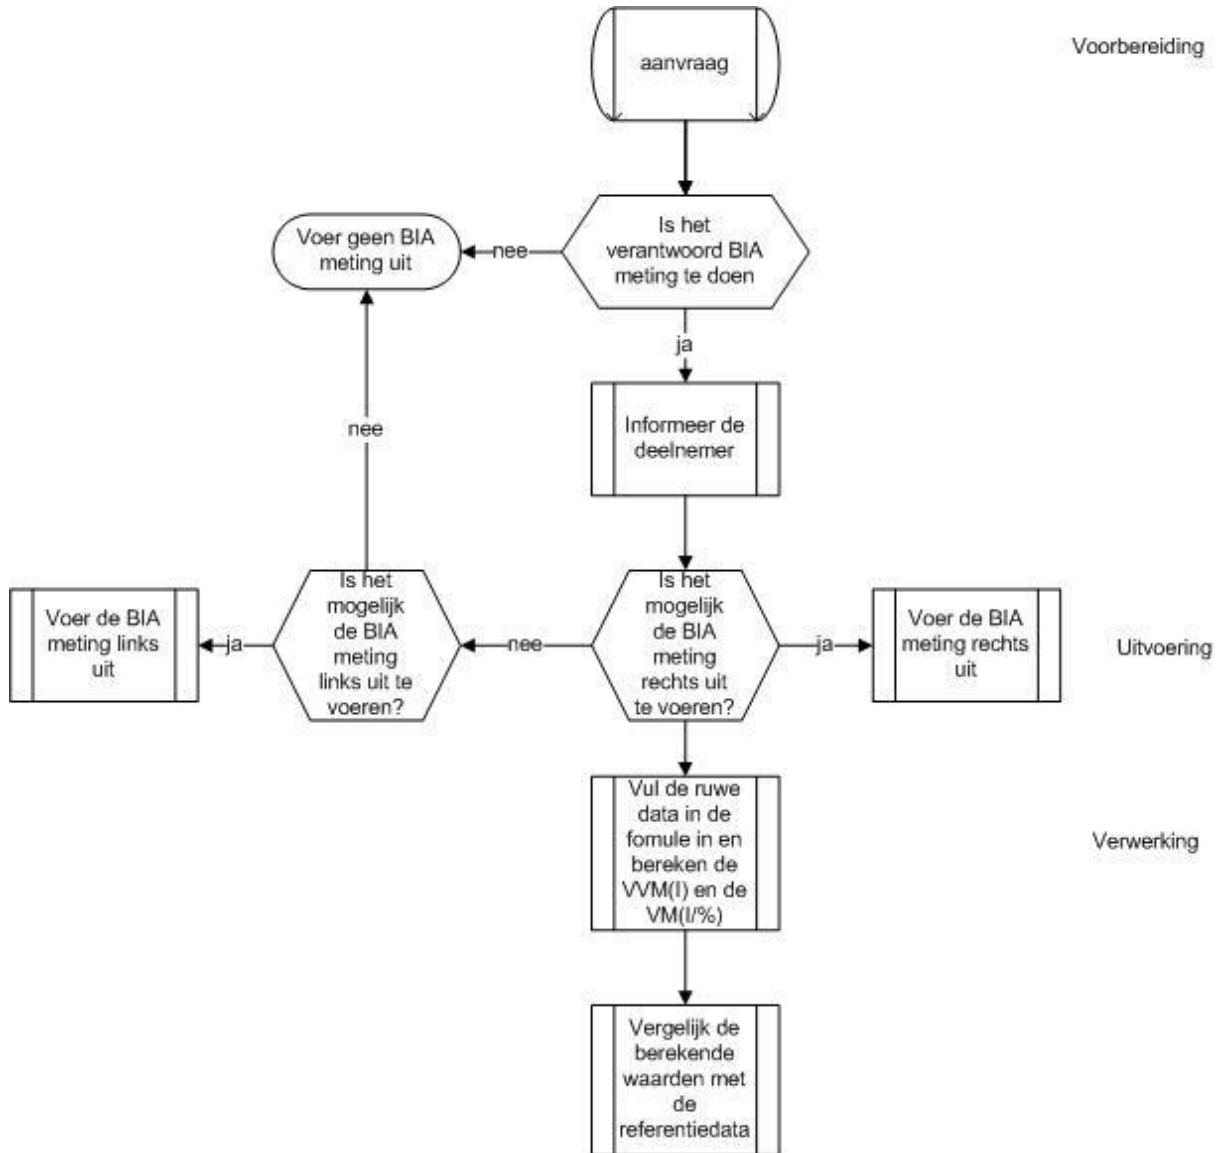 Voorbereiding
aanvraag
Is het
verantwoord BIA
meting te doen
nee
Voer geen BIA
meting uit
ja
Informeer de
deelnemer
nee
Is het
mogelijk
de BIA
meting
rechts uit
te voeren?
ja
Voer de BIA
meting rechts
uit
Uitvoering
nee
Is het
mogelijk
de BIA
meting
links uit te
voeren?
ja
Voer de BIA
meting links
uit
Vul de ruwe
data in de
fomule in en
bereken de
VVM(I) en de
VM(I/%)
Verwerking
Vergelijk de
berekende
waarden met
de
referentiedata